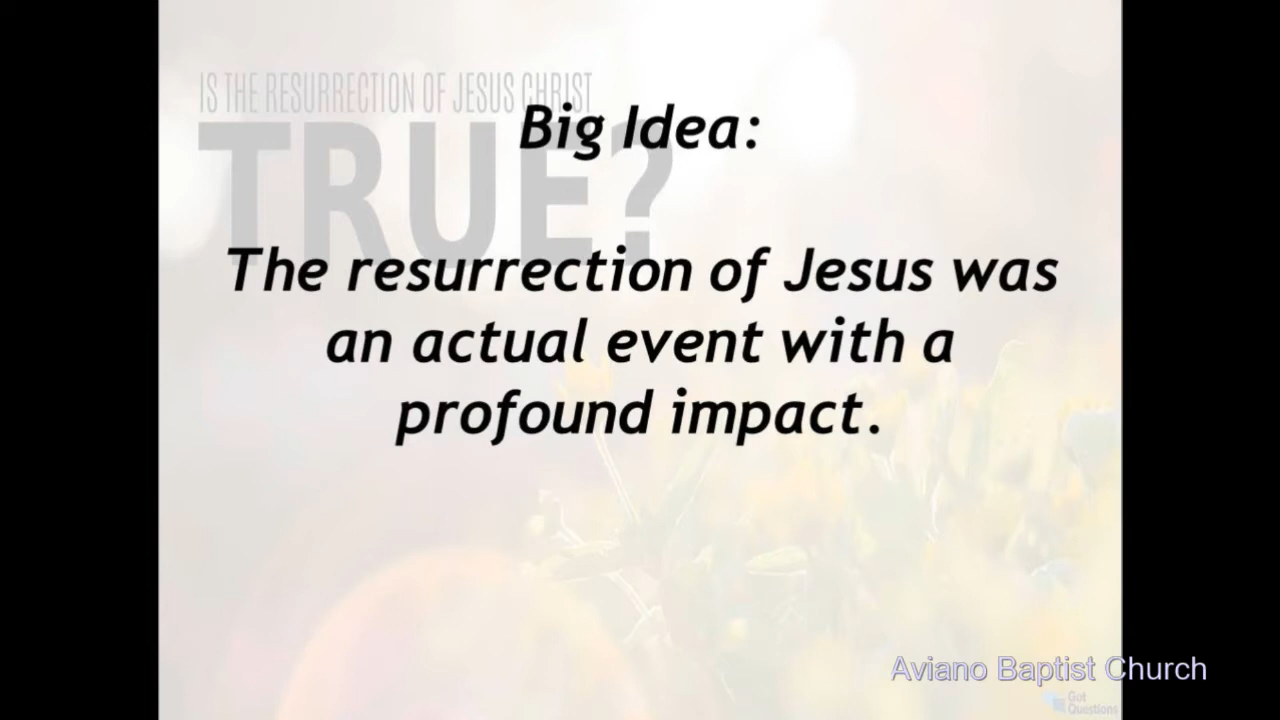 IS THE RESURRECTION OF JESUS CHRIST
TRUE?
Big Idea:
The resurrection of Jesus was
an actual event with a
profound impact.
Aviano Baptist Church
Got
Questions